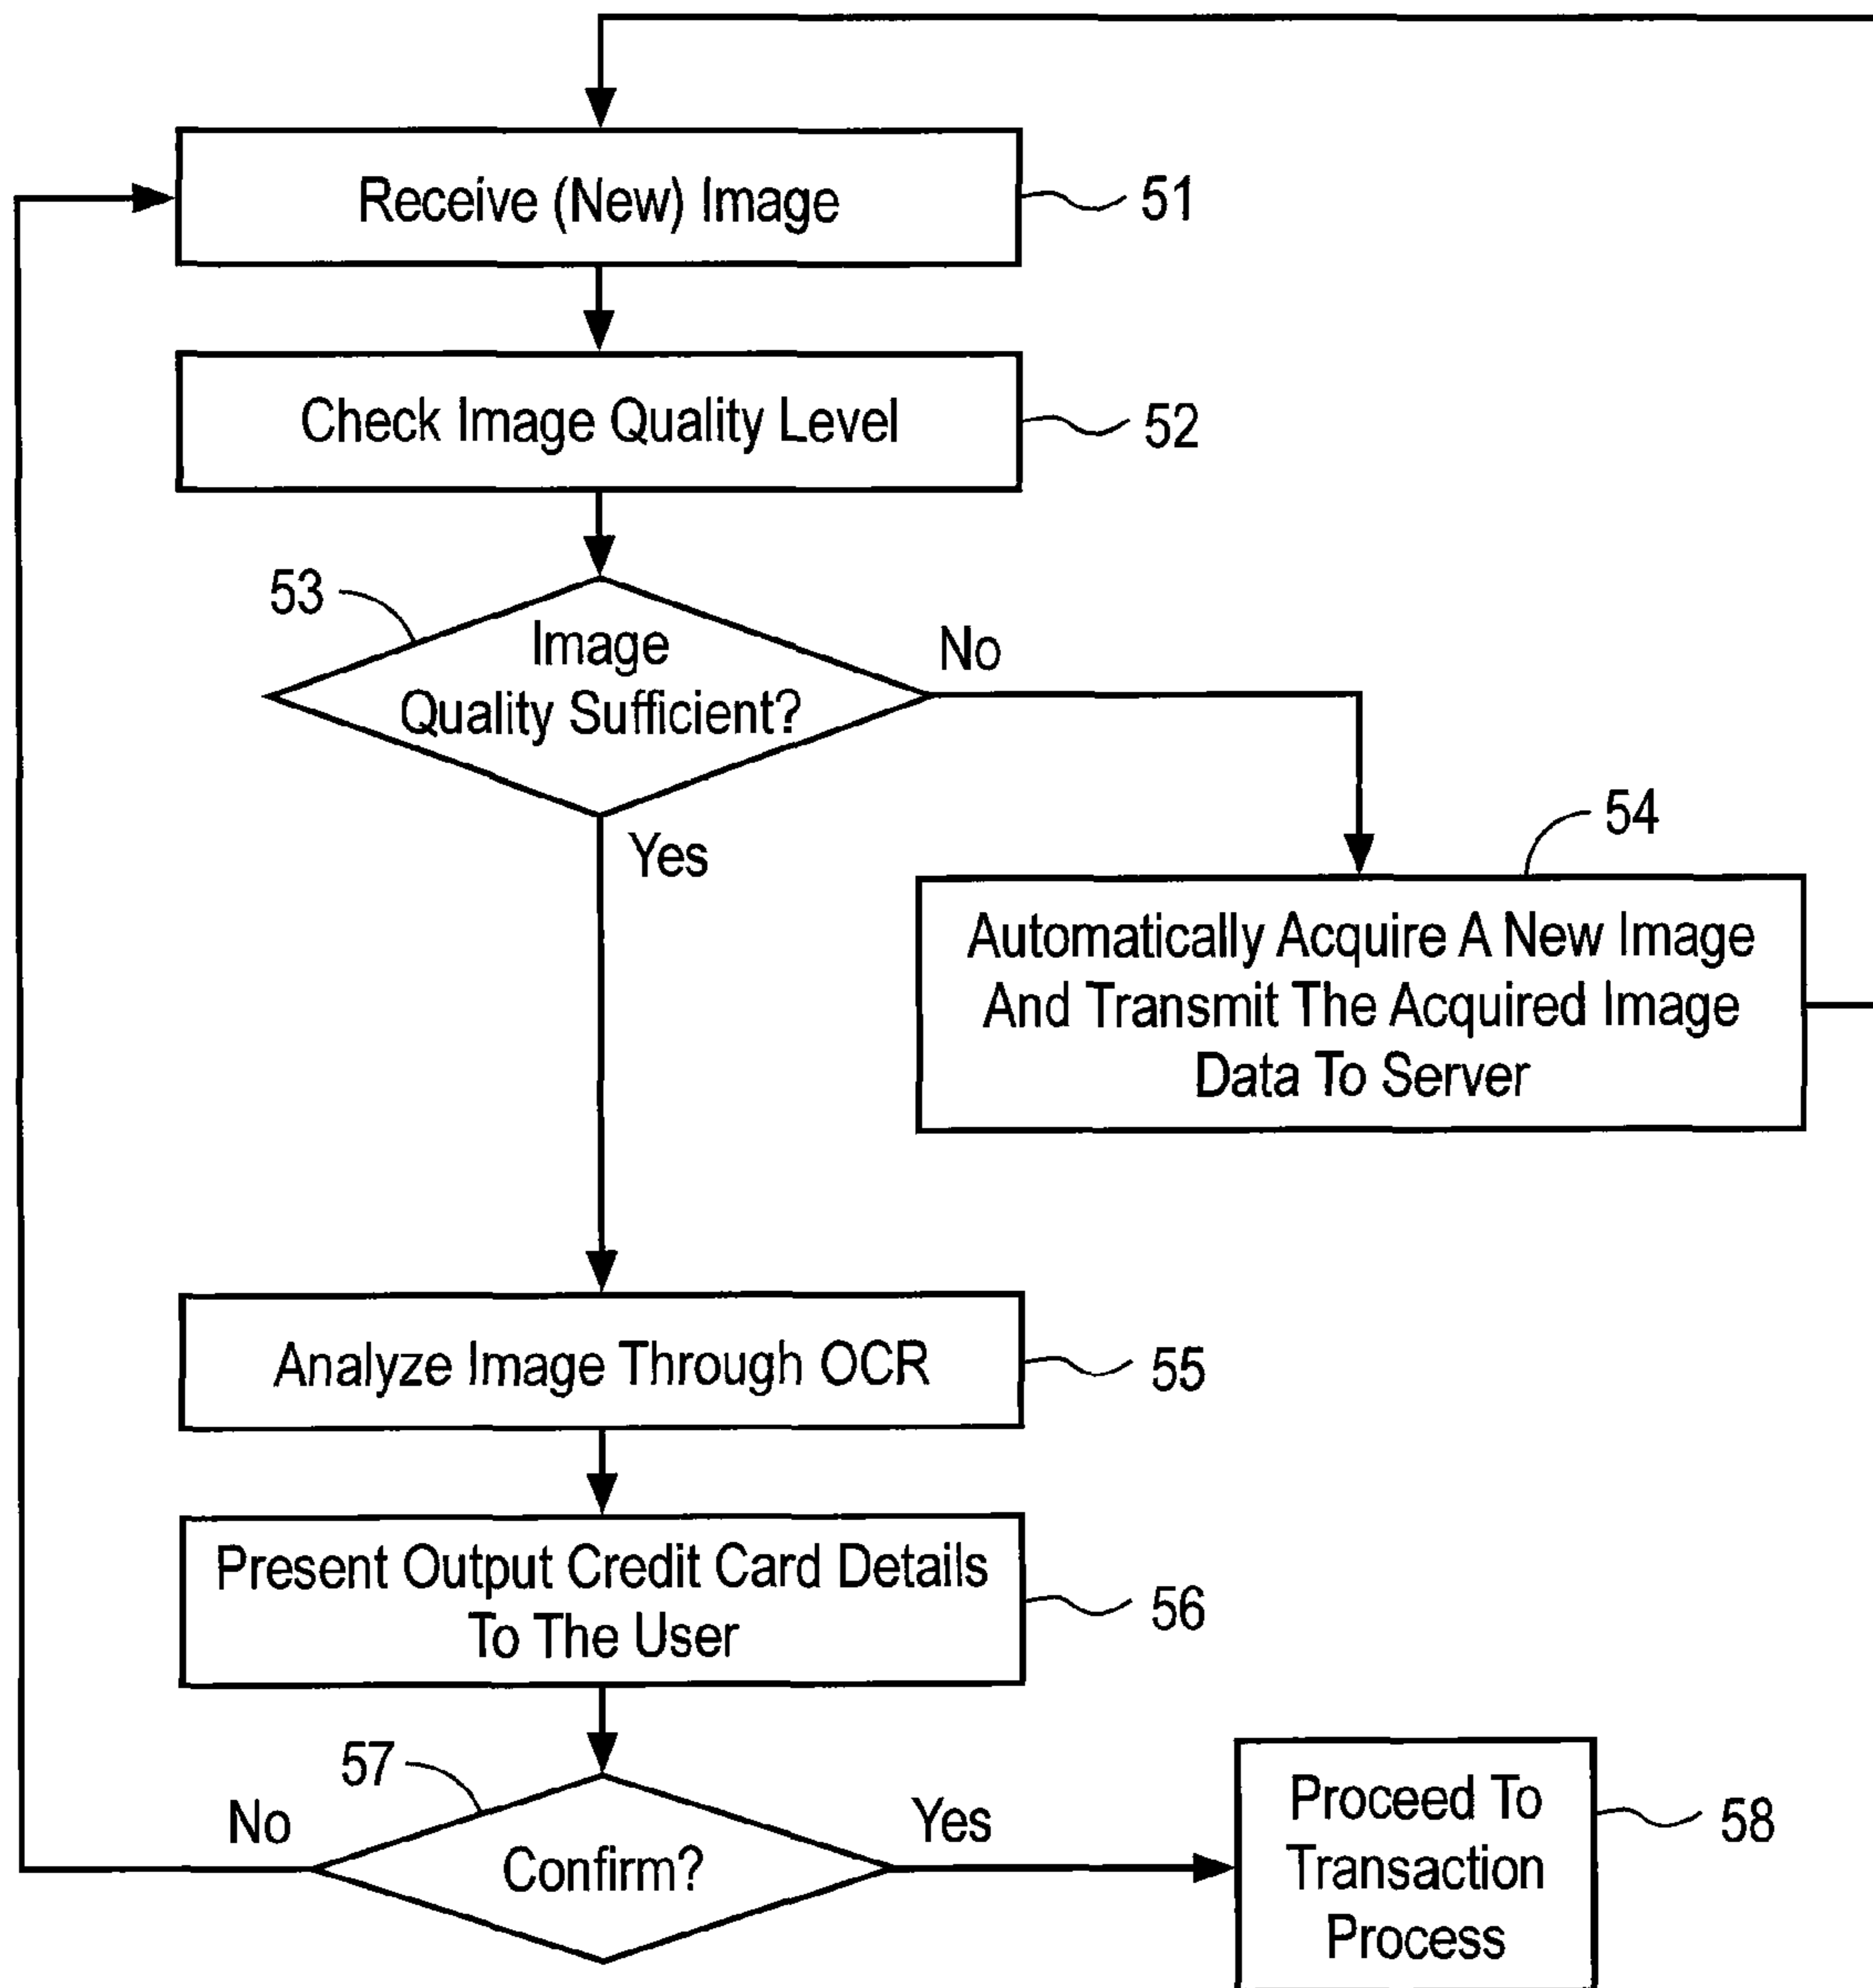 Receive (New) Image
51
Check Image Quality Level
52
53
Image
Quality Sufficient?
No
Yes
54
Automatically Acquire A New Image
And Transmit The Acquired Image
Data To Server
Analyze Image Through OCR
55
Present Output Credit Card Details
To The User
56
57
No
Confirm?
Yes
Proceed To
Transaction
Process
58